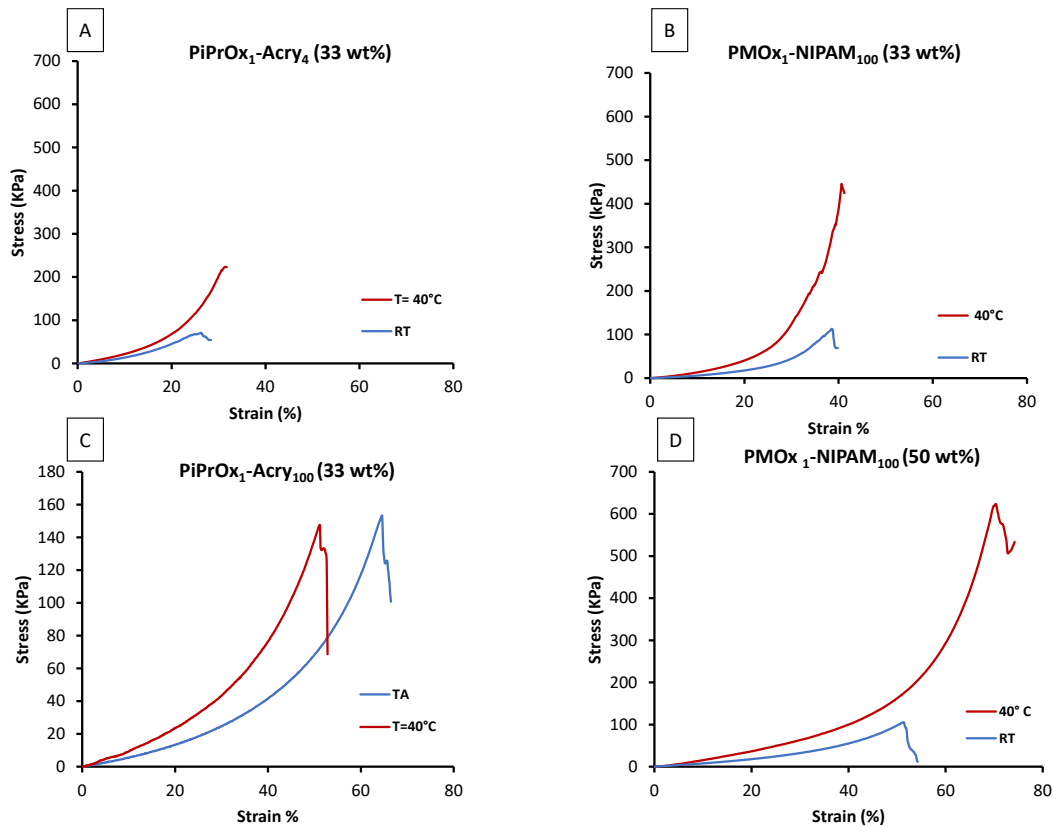 A
PiPrOx1-Acry4 (33 wt%)
700
600
500
400
300
200
100
0
Stress (KPa)
T= 40°C
RT
0 20 40 60 80
Strain (%)
B
PMOx1-NIPAM100 (33 wt%)
700
600
500
400
300
200
100
0
Stress (kPa)
40°C
RT
0 20 40 60 80
Strain %
C
PiPrOx1-Acry100 (33 wt%)
180
160
140
120
100
80
60
40
20
0
Stress (KPa)
TA
T=40°C
0 20 40 60 80
Strain %
D
PMOx 1-NIPAM100 (50 wt%)
700
600
500
400
300
200
100
0
Stress (KPa)
40° C
RT
0 20 40 60 80
Strain (%)